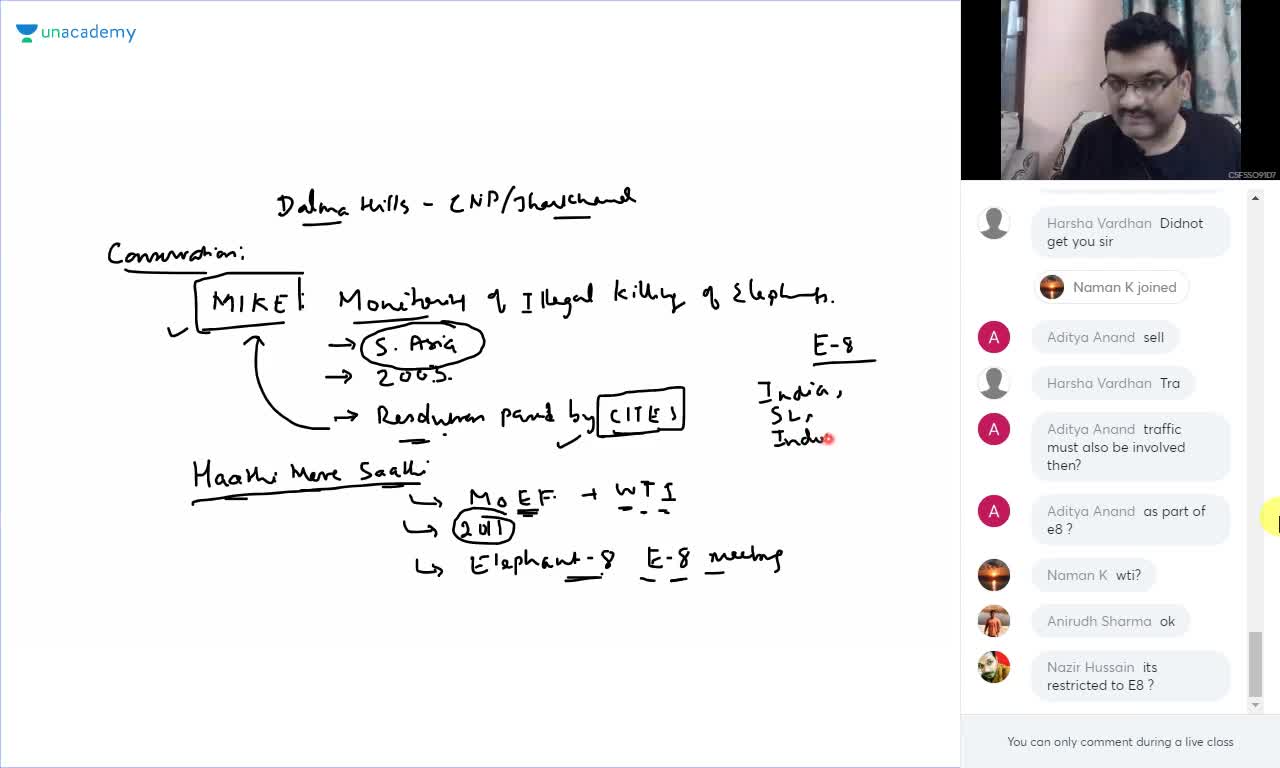 unacademy
Dalma Hills - CNP/Jharkhand
Conservation:
MIKE: Monitoring of Illegal killing of Elephants.
→ S. Asia
→ 2003.
→ Resolution passed by CITES
Haathi Mere Saathi
MoEF. + WTI
2011
Elephant-8 E-8 meeting
E-8
India,
SL,
Indo
CSFSSO91D7
Harsha Vardhan Didnot
get you sir
Naman K joined
A
Aditya Anand sell
Harsha Vardhan Tra
A
Aditya Anand traffic
must also be involved
then?
A
Aditya Anand as part of
e8 ?
Naman K wti?
Anirudh Sharma ok
Nazir Hussain its
restricted to E8 ?
You can only comment during a live class